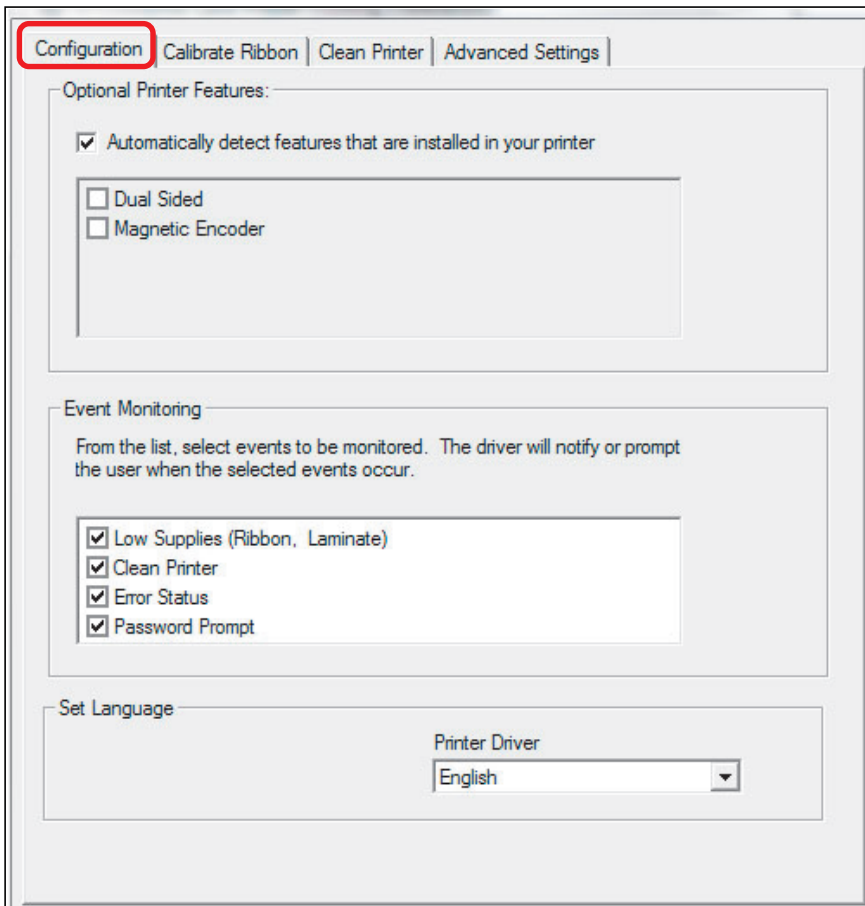 Configuration Calibrate Ribbon Clean Printer Advanced Settings
Optional Printer Features:
Automatically detect features that are installed in your printer
Dual Sided
Magnetic Encoder
Event Monitoring
From the list, select events to be monitored. The driver will notify or prompt
the user when the selected events occur.
Low Supplies (Ribbon, Laminate)
Clean Printer
Error Status
Password Prompt
Set Language
Printer Driver
English